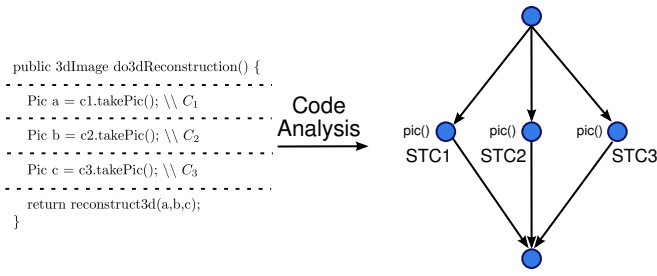 public 3dImage do3dReconstruction() {
Pic a = c1.takePic(); \\ C1
Pic b = c2.takePic(); \\ C2
Pic c = c3.takePic(); \\ C3
return reconstruct3d(a,b,c);
}
Code
Analysis
pic() pic() pic()
STC1 STC2 STC3